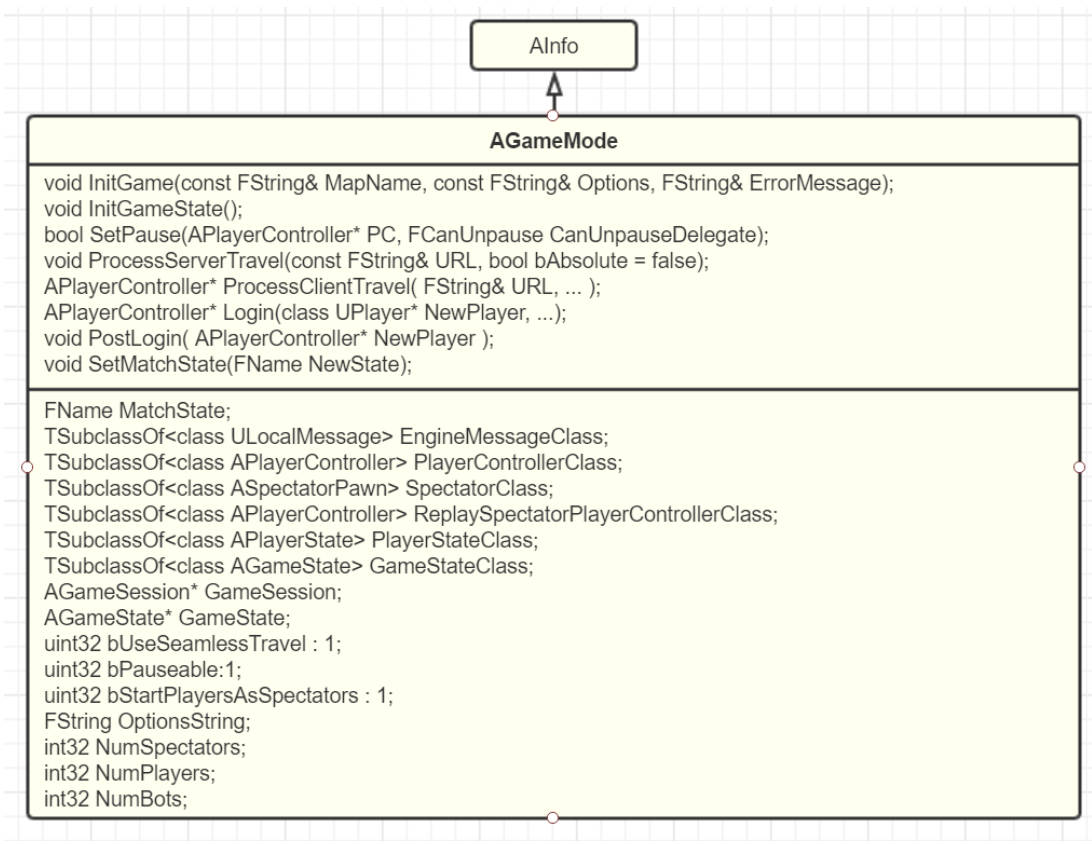 AInfo
AGameMode
void InitGame(const FString& MapName, const FString& Options, FString& ErrorMessage);
void InitGameState();
bool SetPause(APlayerController* PC, FCanUnpause CanUnpauseDelegate);
void ProcessServerTravel(const FString& URL, bool bAbsolute = false);
APlayerController* ProcessClientTravel( FString& URL, ... );
APlayerController* Login(class UPlayer* NewPlayer, ...);
void PostLogin( APlayerController* NewPlayer );
void SetMatchState(FName NewState);
FName MatchState;
TSubclassOf<class ULocalMessage> EngineMessageClass;
TSubclassOf<class APlayerController> PlayerControllerClass;
TSubclassOf<class ASpectatorPawn> SpectatorClass;
TSubclassOf<class APlayerController> ReplaySpectatorPlayerControllerClass;
TSubclassOf<class APlayerState> PlayerStateClass;
TSubclassOf<class AGameState> GameStateClass;
AGameSession* GameSession;
AGameState* GameState;
uint32 bUseSeamlessTravel : 1;
uint32 bPauseable:1;
uint32 bStartPlayersAsSpectators : 1;
FString OptionsString;
int32 NumSpectators;
int32 NumPlayers;
int32 NumBots;